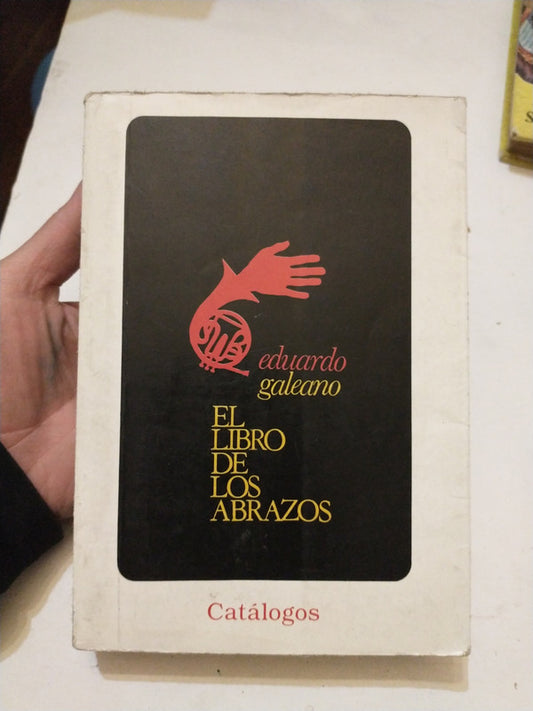 eduardo
galeano
EL
LIBRO
DE
LOS
ABRAZOS
Catálogos
S